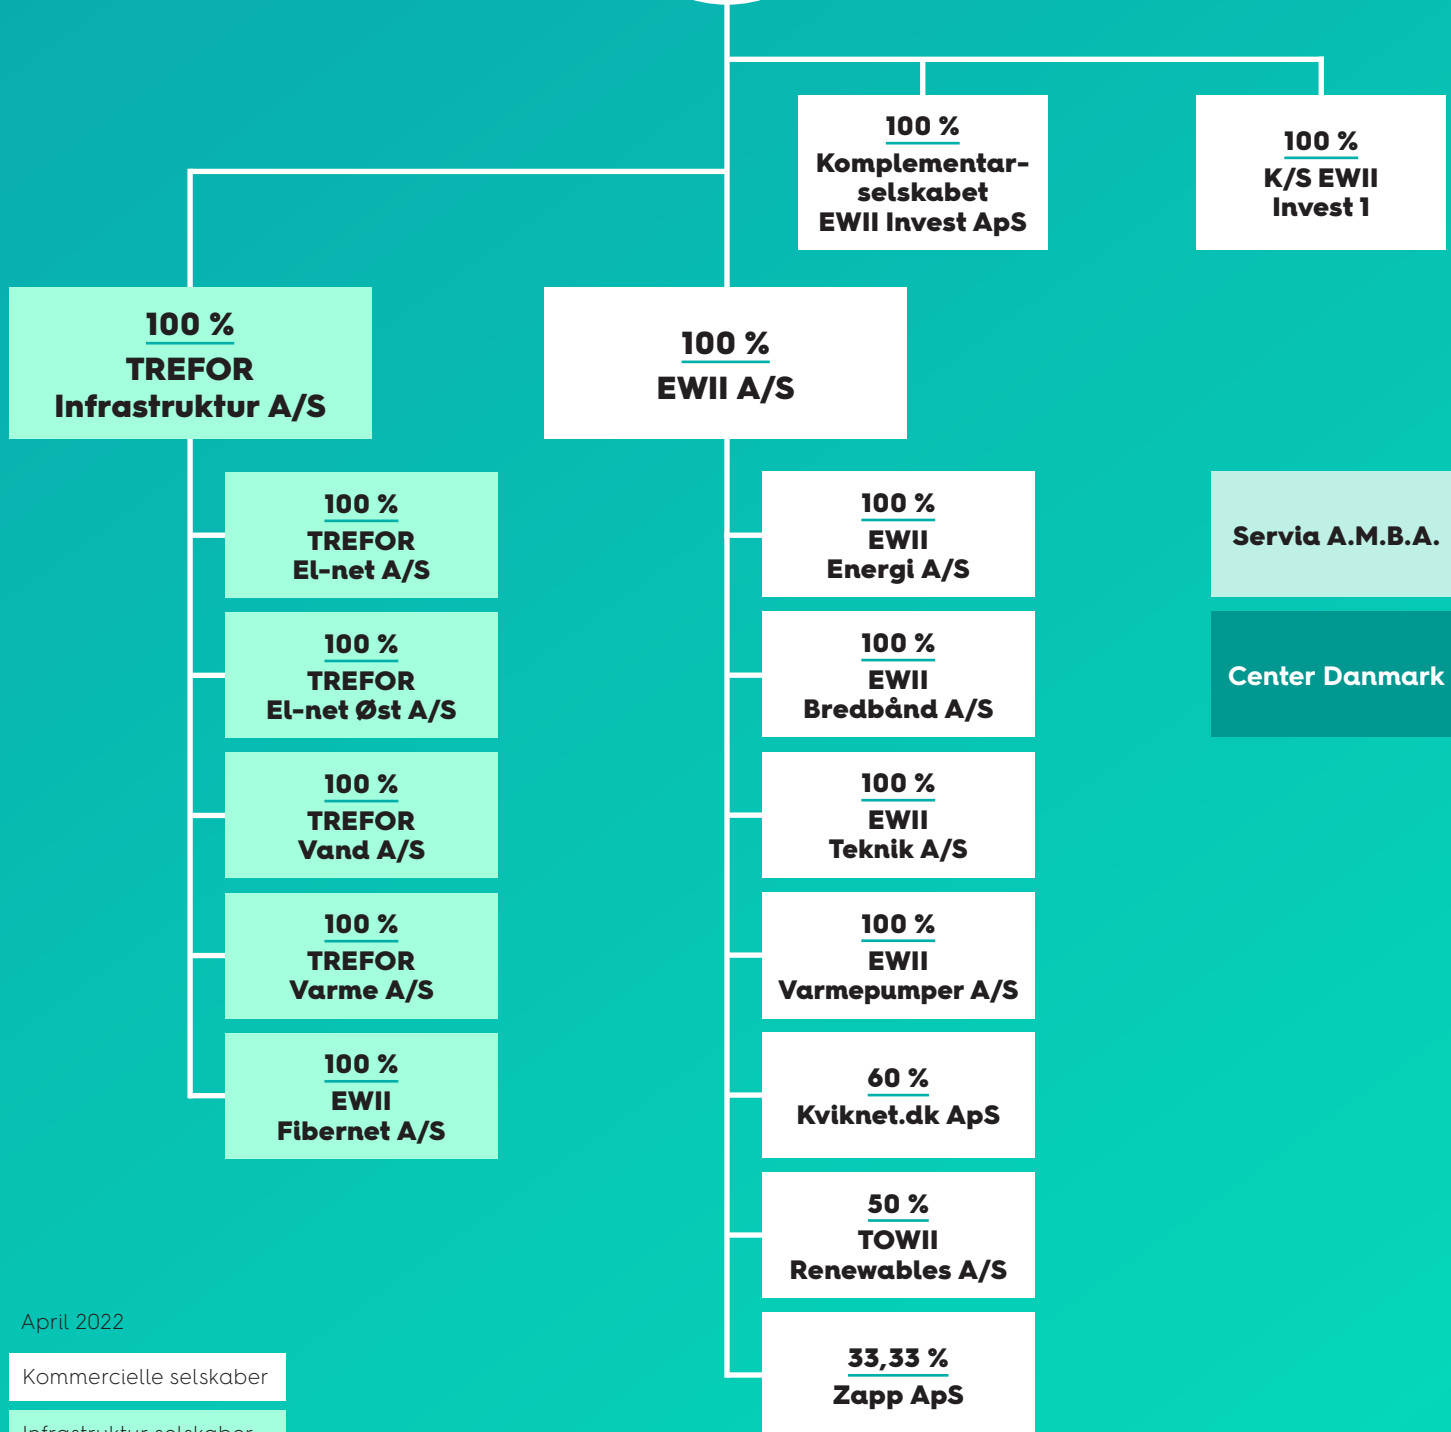 100 %
Komplementar-
selskabet
EWII Invest ApS
100 %
K/S EWII
Invest 1
100 %
TREFOR
Infrastruktur A/S
100 %
EWII A/S
100 %
TREFOR
El-net A/S
100 %
TREFOR
El-net Øst A/S
100 %
TREFOR
Vand A/S
100 %
TREFOR
Varme A/S
100 %
EWII
Fibernet A/S
100 %
EWII
Energi A/S
100 %
EWII
Bredbånd A/S
100 %
EWII
Teknik A/S
100 %
EWII
Varmepumper A/S
60 %
Kviknet.dk ApS
50 %
TOWII
Renewables A/S
33,33 %
Zapp ApS
Servia A.M.B.A.
Center Danmark
April 2022
Kommercielle selskaber
Infrastruktur selskaber